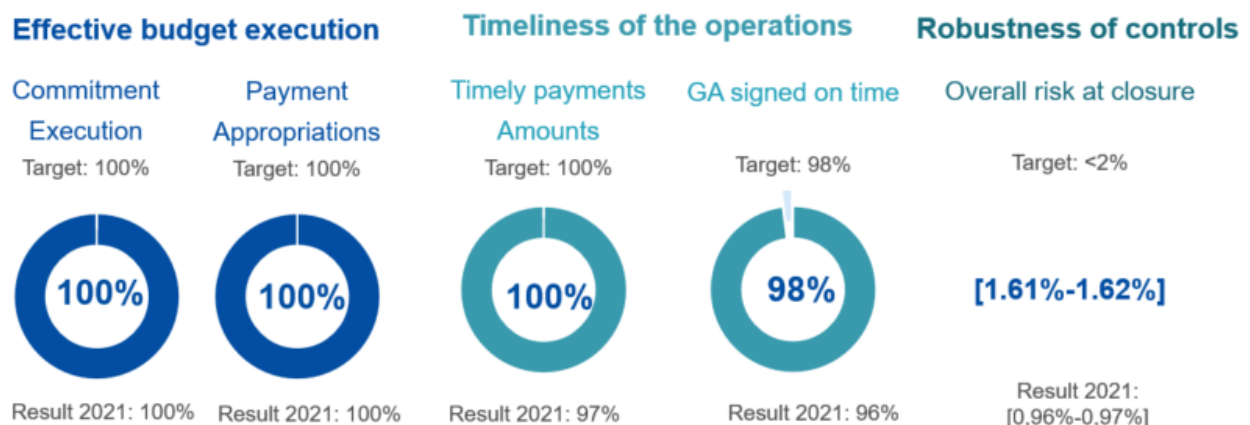 Effective budget execution
Timeliness of the operations
Robustness of controls
Commitment
Execution
Target: 100%
100%
Result 2021: 100%
Payment
Appropriations
Target: 100%
100%
Result 2021: 100%
Timely payments
Amounts
Target: 100%
100%
Result 2021: 97%
GA signed on time
Target: 98%
98%
Result 2021: 96%
Overall risk at closure
Target: <2%
[1.61%-1.62%]
Result 2021:
[0.96%-0.97%]